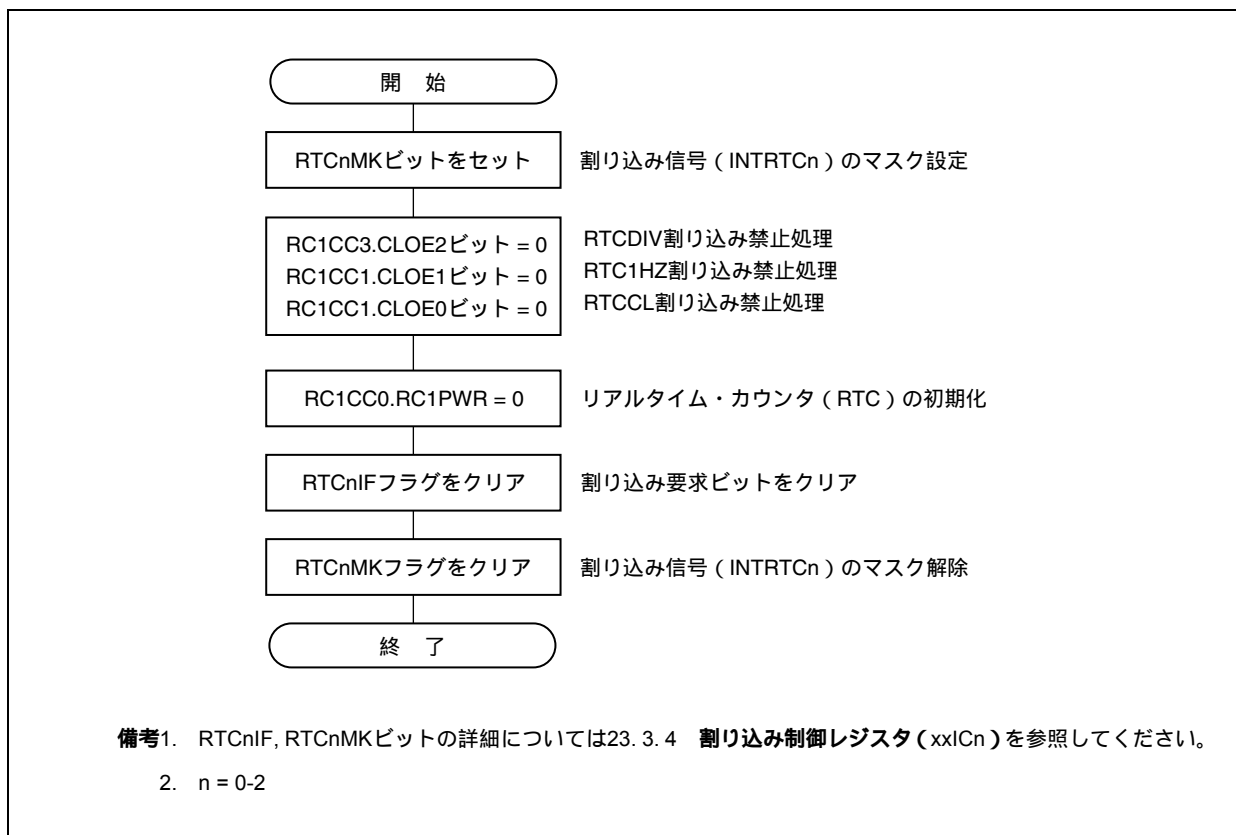 開 始
RTCnMKビットをセット 割り込み信号(INTRTCn)のマスク設定
RC1CC3.CLOE2ビット = 0 RTCDIV割り込み禁止処理
RC1CC1.CLOE1ビット = 0 RTC1HZ割り込み禁止処理
RC1CC1.CLOE0ビット = 0 RTCCL割り込み禁止処理
RC1CC0.RC1PWR = 0 リアルタイム・カウンタ(RTC)の初期化
RTCnIFフラグをクリア 割り込み要求ビットをクリア
RTCnMKフラグをクリア 割り込み信号(INTRTCn)のマスク解除
終 了
備考1. RTCnIF, RTCnMKビットの詳細については23. 3. 4 割り込み制御レジスタ(xxICn)を参照してください。
2. n = 0-2